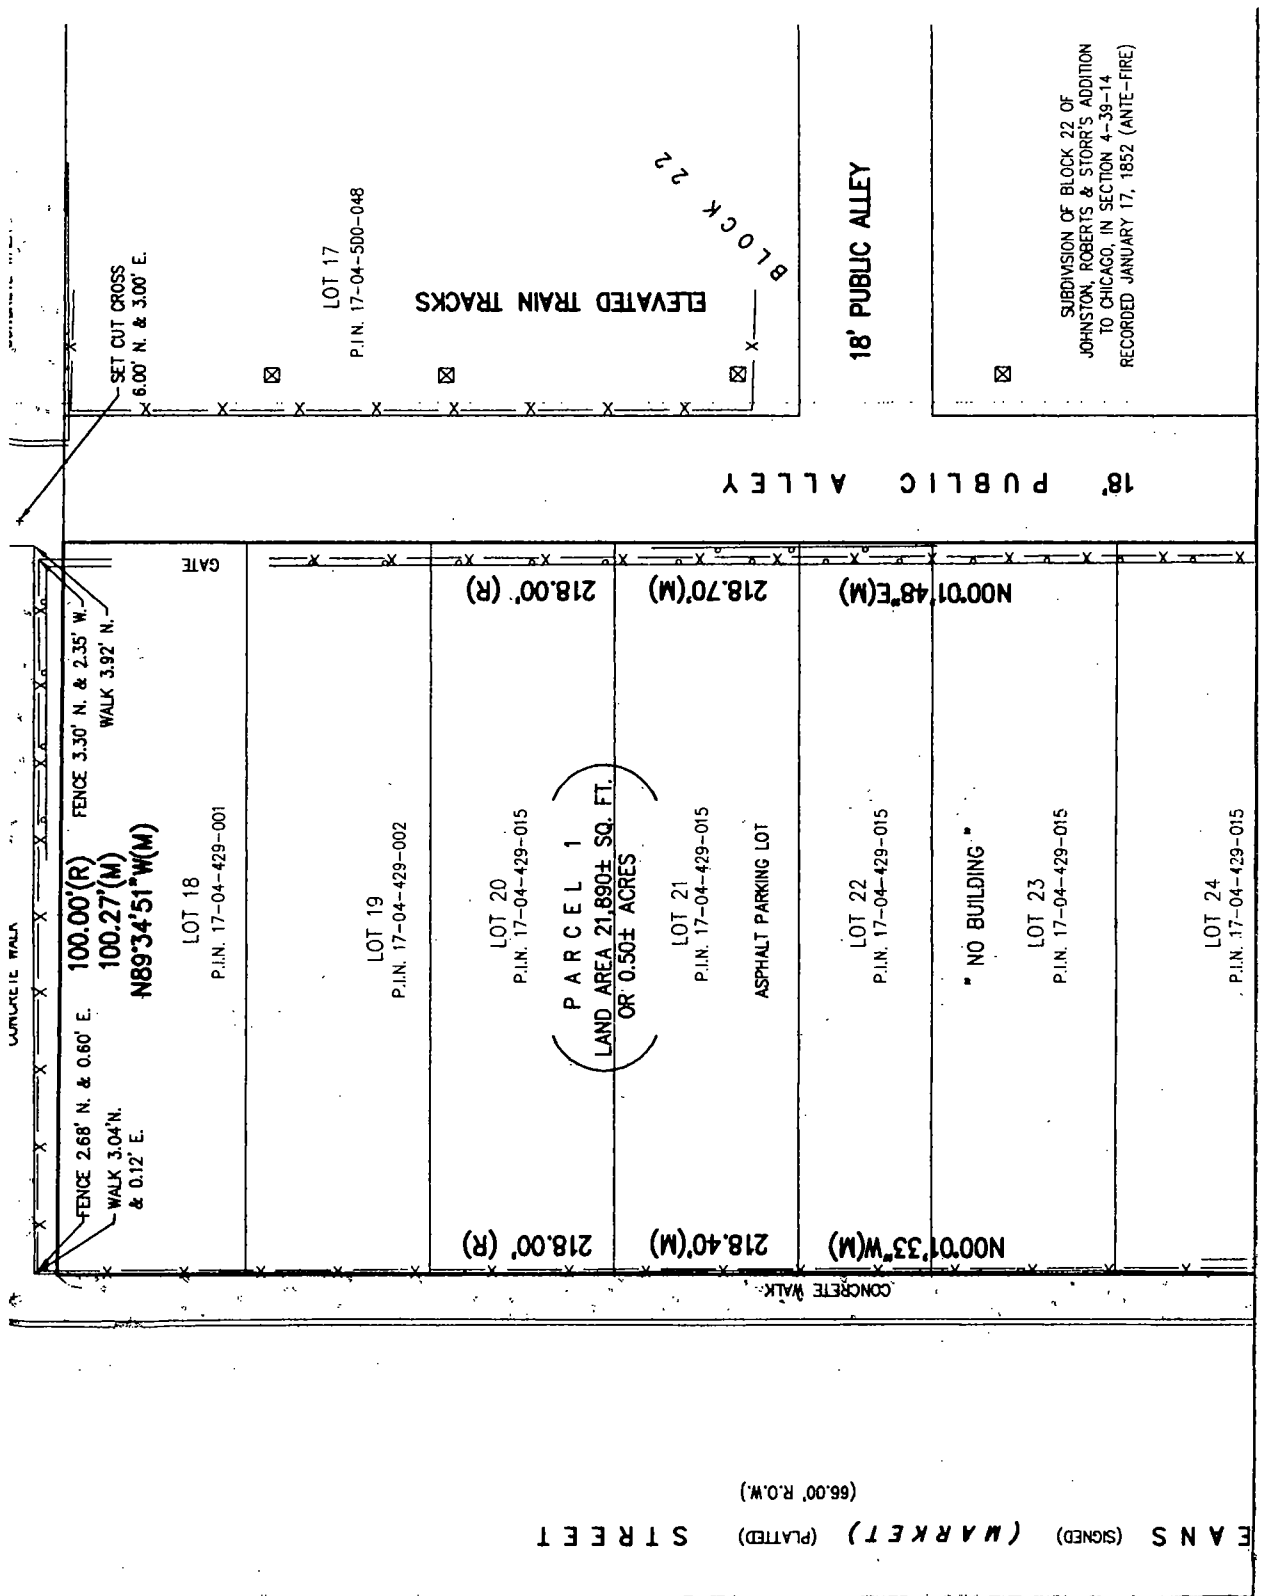 CONCRETE WALK
SET CUT CROSS
6.00' N. & 3.00' E.
LOT 17
P.I.N. 17-04-500-048
ELEVATED TRAIN TRACKS
BLOCK 22
18' PUBLIC ALLEY
SUBDIVISION OF BLOCK 22 OF
JOHNSTON, ROBERTS & STORR'S ADDITION
TO CHICAGO, IN SECTION 4-39-14
RECORDED JANUARY 17, 1852 (ANTE-FIRE)
18' PUBLIC ALLEY
GATE
218.00' (R)
218.70'(M)
N00°01'48"E(M)
FENCE 3.30' N. & 2.35' W.
WALK 3.92' N.
100.00'(R)
100.27'(M)
N89°34'51"W(M)
FENCE 2.68' N. & 0.60' E.
WALK 3.04'N.
& 0.12' E.
LOT 18
P.I.N. 17-04-429-001
LOT 19
P.I.N. 17-04-429-002
LOT 20
P.I.N. 17-04-429-015
PARCEL 1
LAND AREA 21,890± SQ. FT.
OR 0.50± ACRES
LOT 21
P.I.N. 17-04-429-015
ASPHALT PARKING LOT
LOT 22
P.I.N. 17-04-429-015
" NO BUILDING "
LOT 23
P.I.N. 17-04-429-015
LOT 24
P.I.N. 17-04-429-015
218.00' (R)
218.40'(M)
N00°01'33"W(M)
CONCRETE WALK
(66.00' R.O.W.)
EANS (SIGNED) (MARKET) (PLATTED) STREET